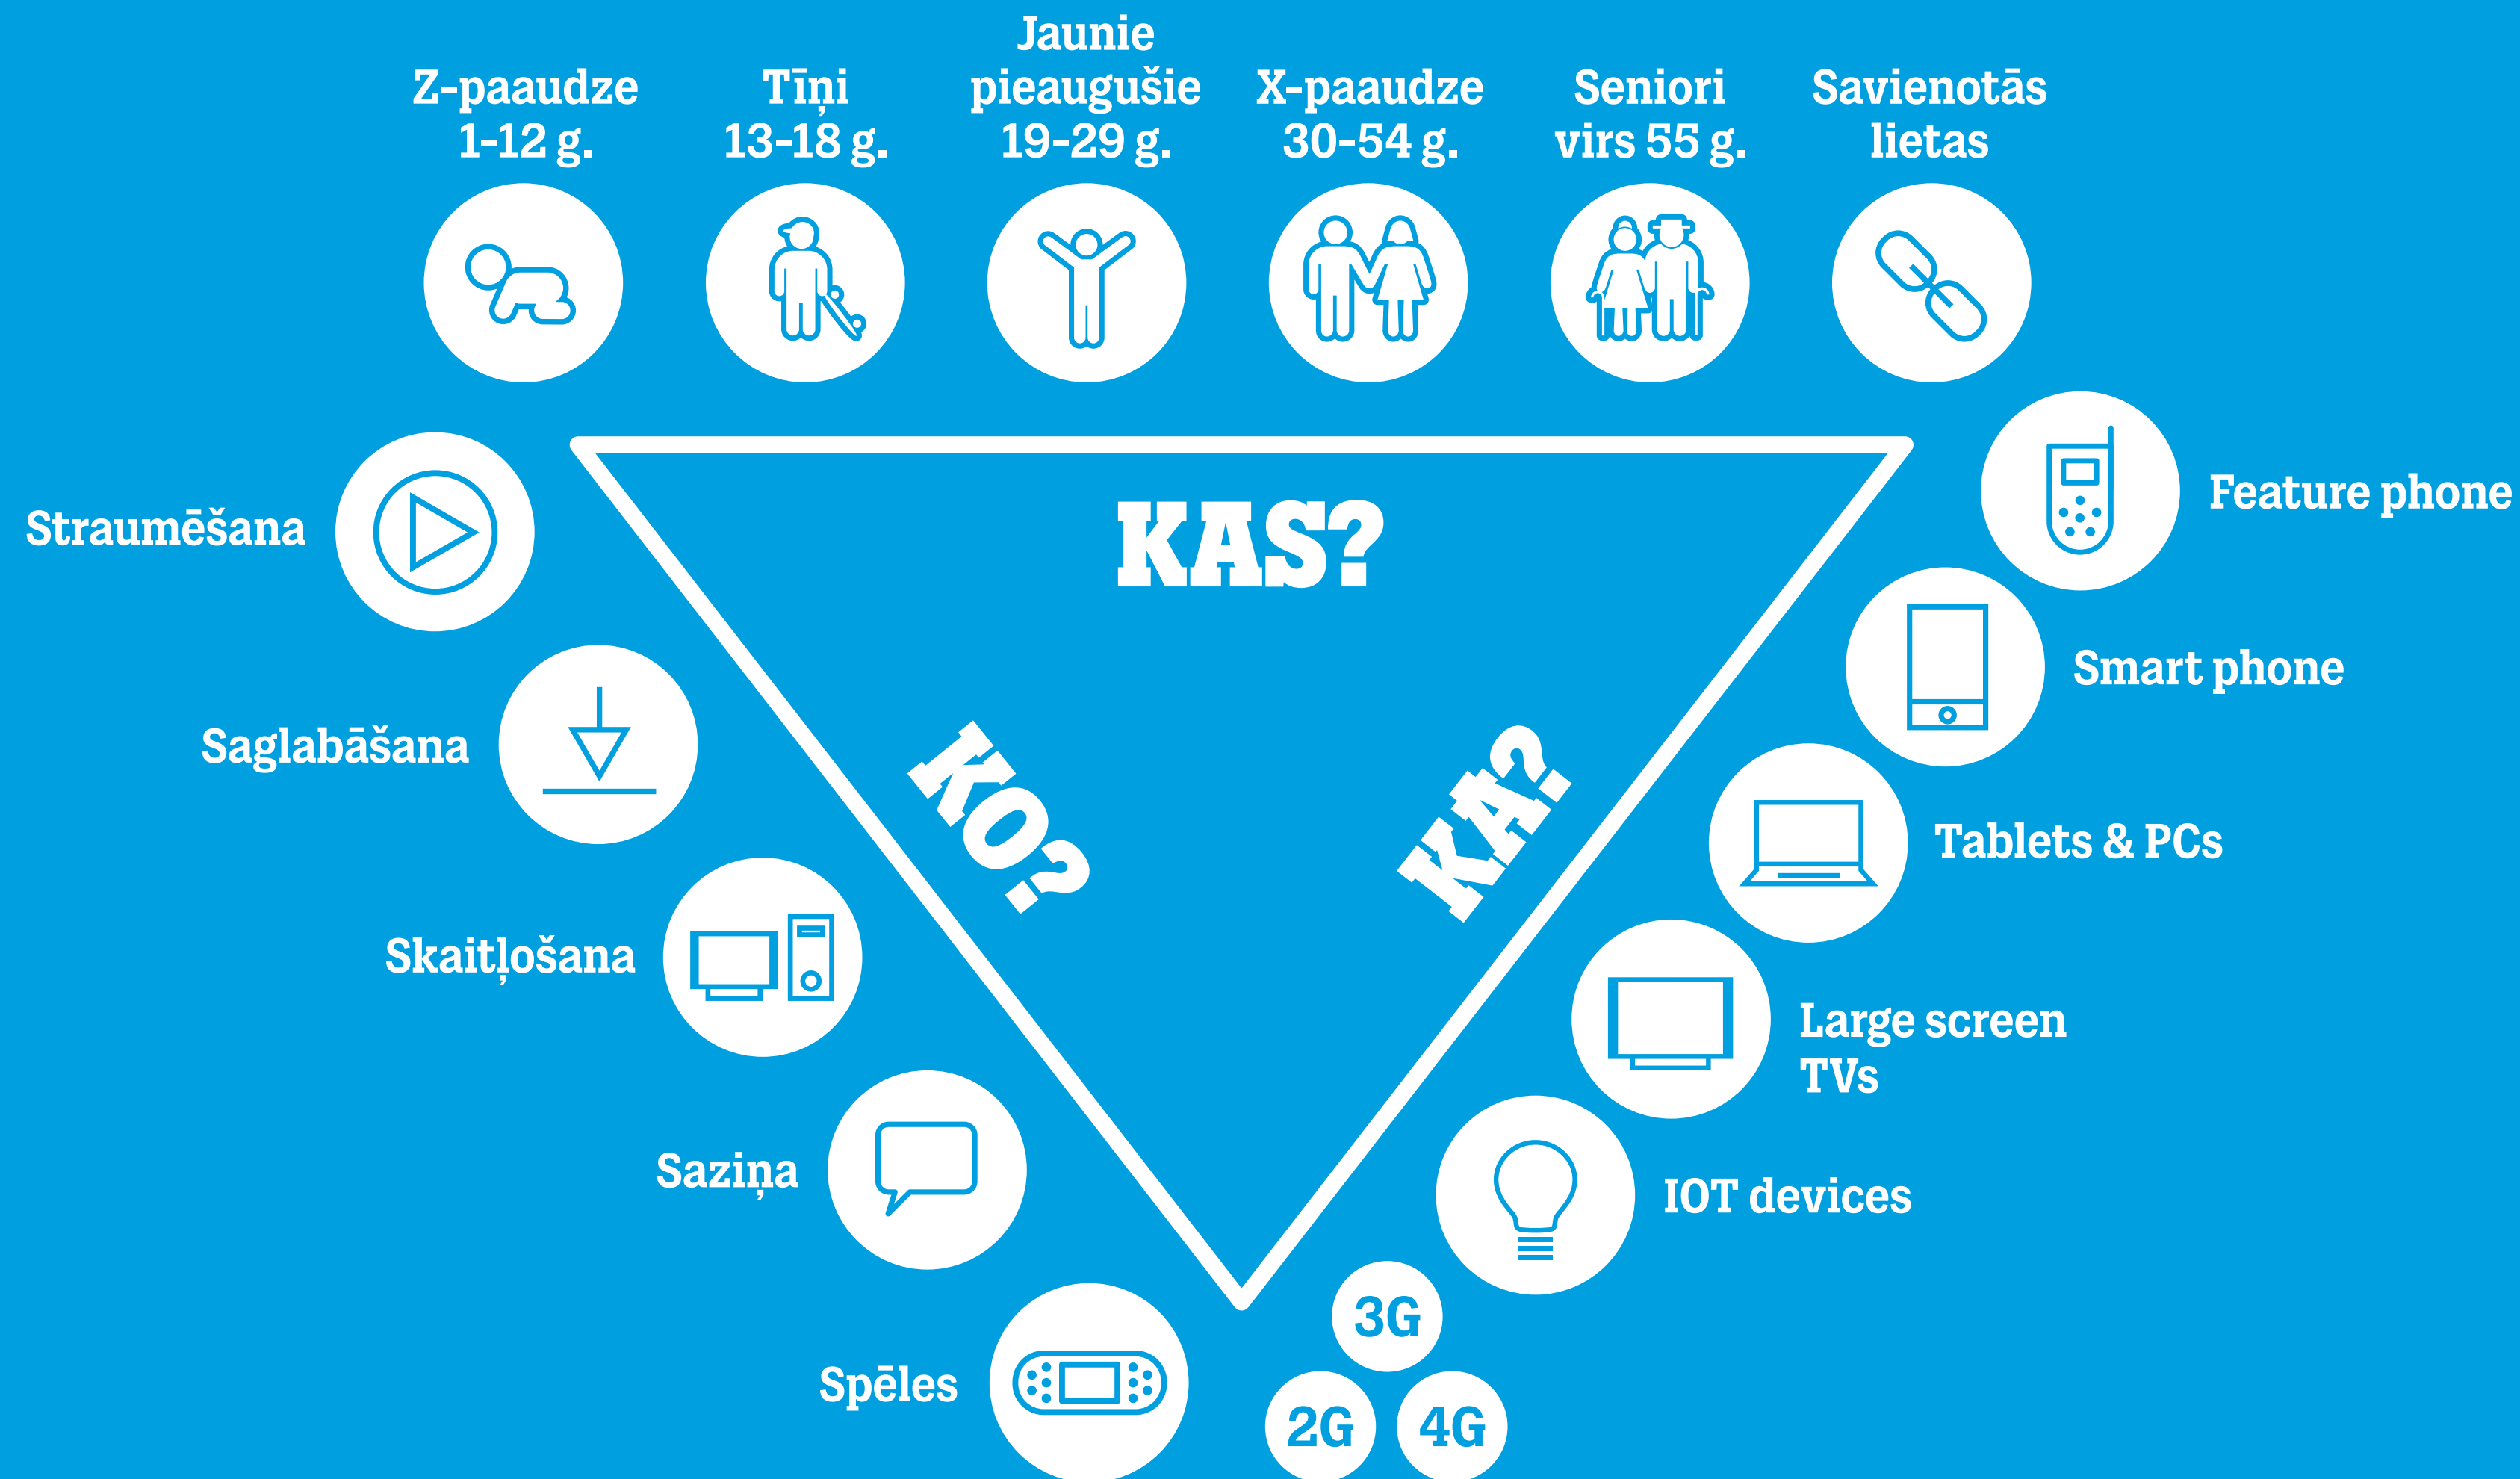 Z-paaudze
1-12 g.
Tīņi
13-18 g.
Jaunie
pieaugušie
19-29 g.
X-paaudze
30-54 g.
Seniori
virs 55 g.
Savienotās
lietas
KAS?
KO?
KA?
Straumēšana
Saglabāšana
Skaitļošana
Saziņa
Spēles
Feature phone
Smart phone
Tablets & PCs
Large screen
TVs
IOT devices
3G
2G
4G